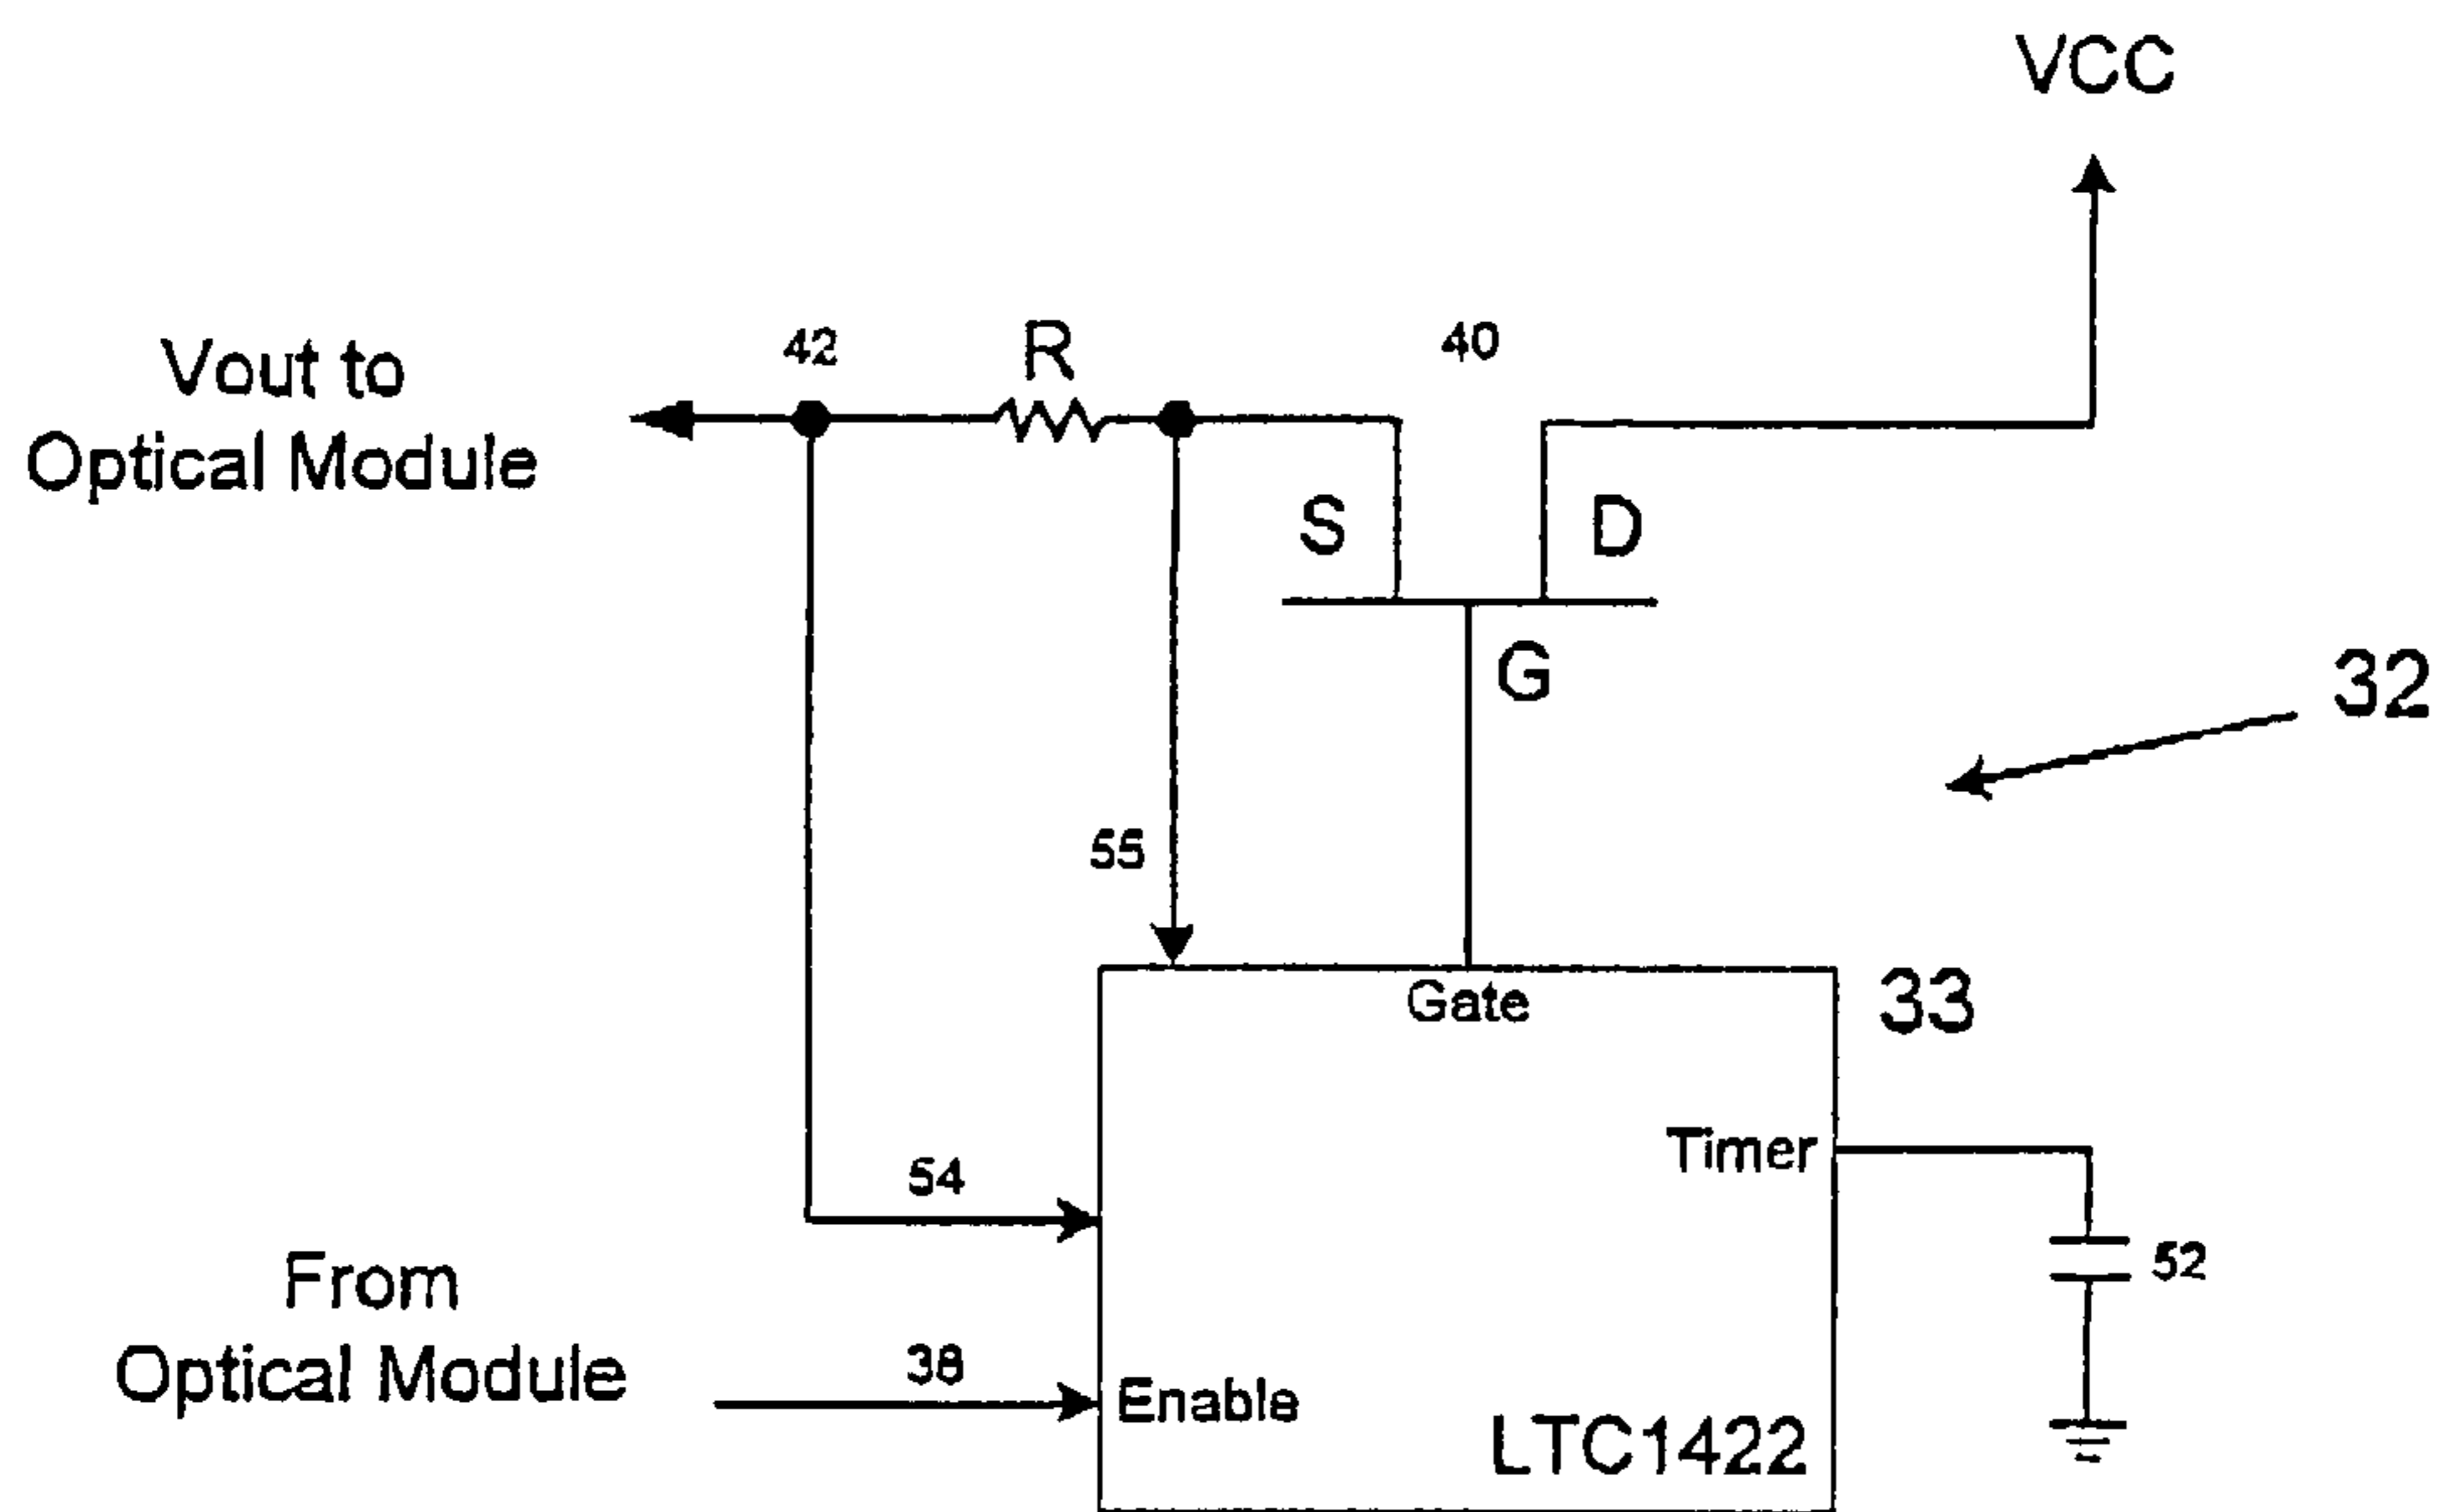 VCC
42
R
40
Vout to
Optical Module
S
D
G
32
55
Gate
33
Timer
54
52
From
Optical Module
38
Enable
LTC1422